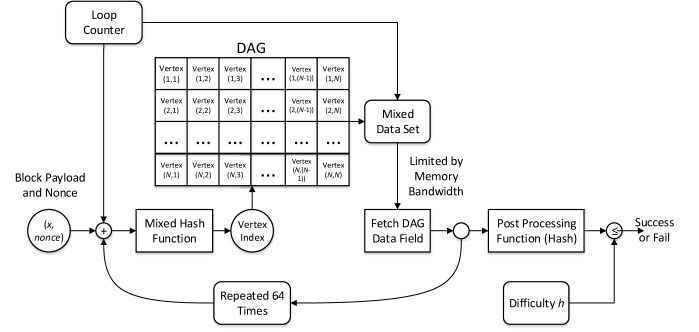 Loop
Counter
DAG
Vertex
(1,1)
Vertex
(1,2)
Vertex
(1,3)
...
Vertex
(1,(N-1))
Vertex
(1,N)
Vertex
(2,1)
Vertex
(2,2)
Vertex
(2,3)
...
Vertex
(2,(N-1))
Vertex
(2,N)
...
...
...
...
...
...
Vertex
(N,1)
Vertex
(N,2)
Vertex
(N,3)
...
Vertex
(N,(N-
1))
Vertex
(N,N)
Mixed
Data Set
Limited by
Memory
Bandwidth
Block Payload
and Nonce
(x,
nonce)
+
Mixed Hash
Function
Vertex
Index
Fetch DAG
Data Field
Post Processing
Function (Hash)
≤
Success
or Fail
Repeated 64
Times
Difficulty h